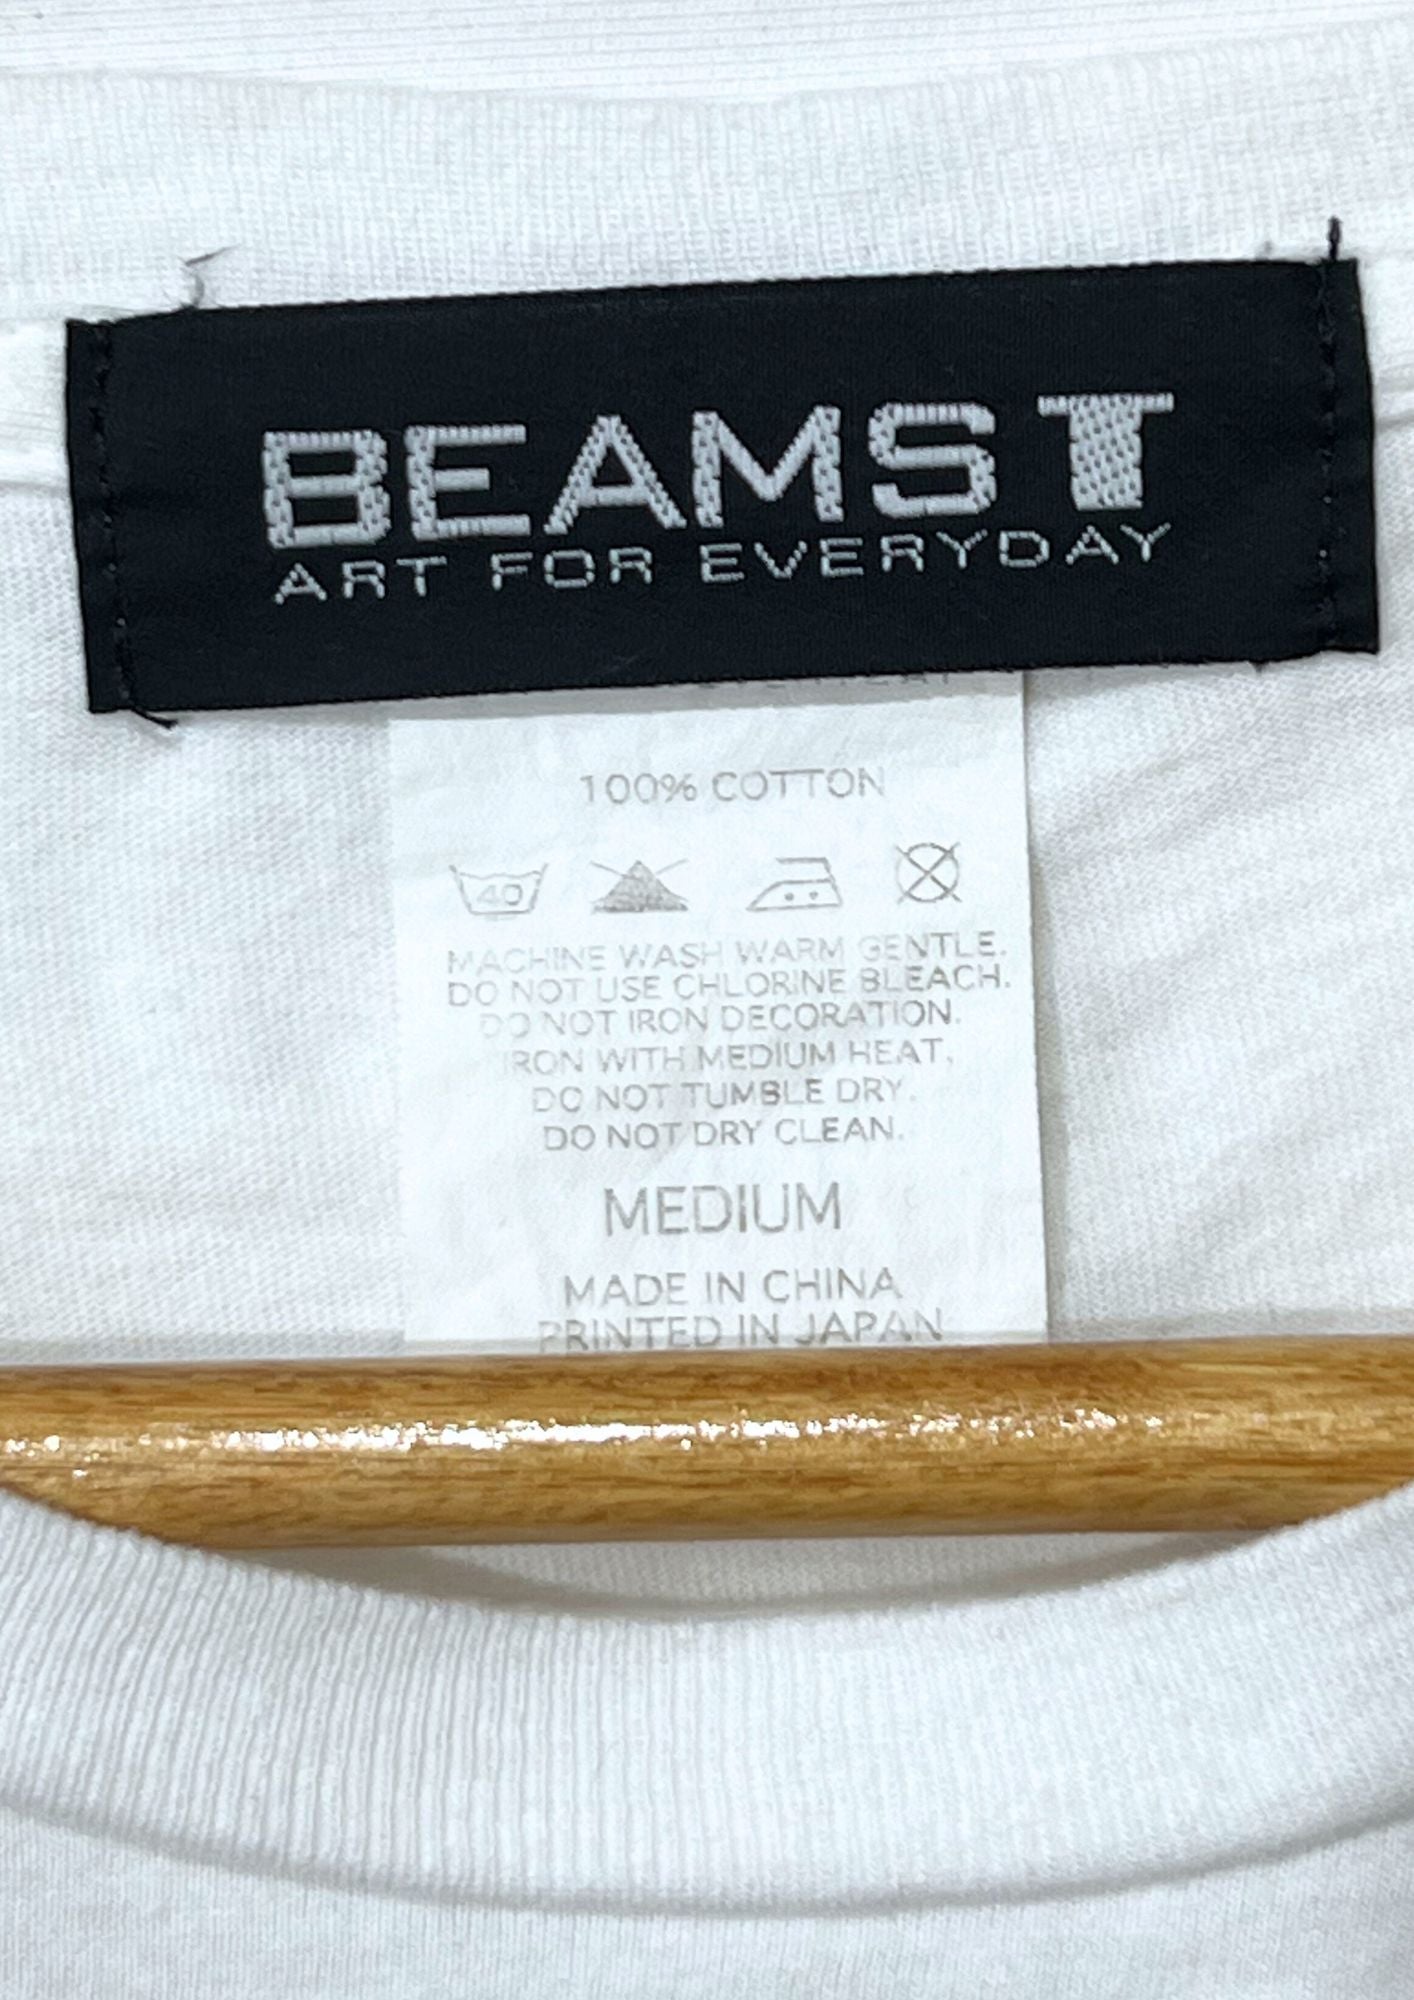 BEAMS T
ART FOR EVERYDAY
100% COTTON
40
MACHINE WASH WARM GENTLE.
DO NOT USE CHLORINE BLEACH.
DO NOT IRON DECORATION.
IRON WITH MEDIUM HEAT.
DO NOT TUMBLE DRY.
DO NOT DRY CLEAN.
MEDIUM
MADE IN CHINA
PRINTED IN JAPAN